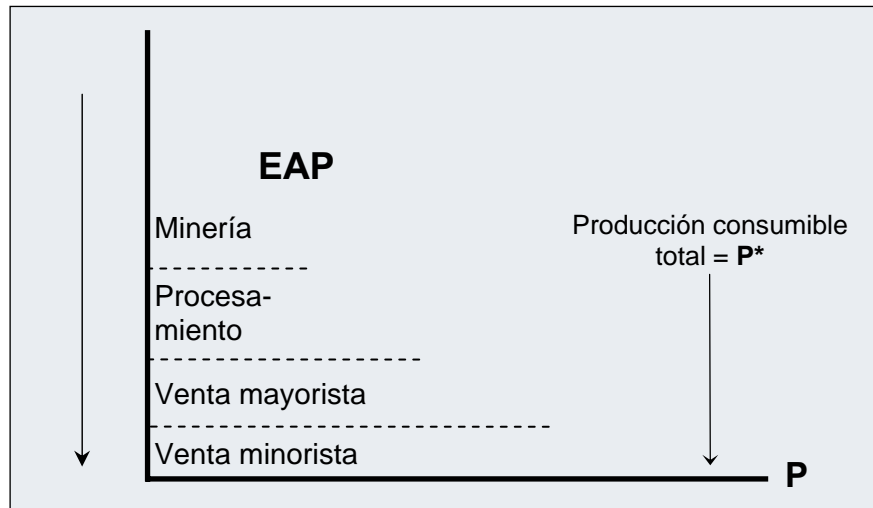 EAP
Minería
Producción consumible
total = P*
Procesa-
miento
Venta mayorista
Venta minorista
P